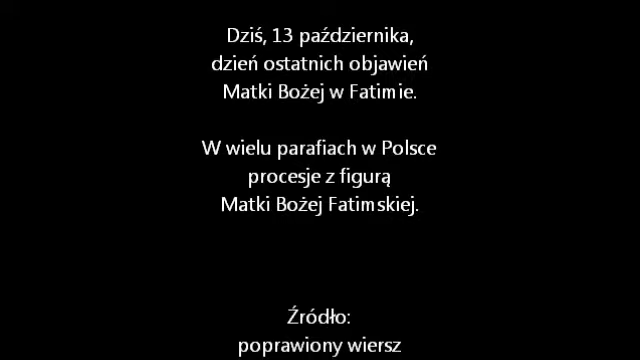 Dziś, 13 października,
dzień ostatnich objawień
Matki Bożej w Fatimie.
W wielu parafiach w Polsce
procesje z figurą
Matki Bożej Fatimskiej.
Źródło:
poprawiony wiersz